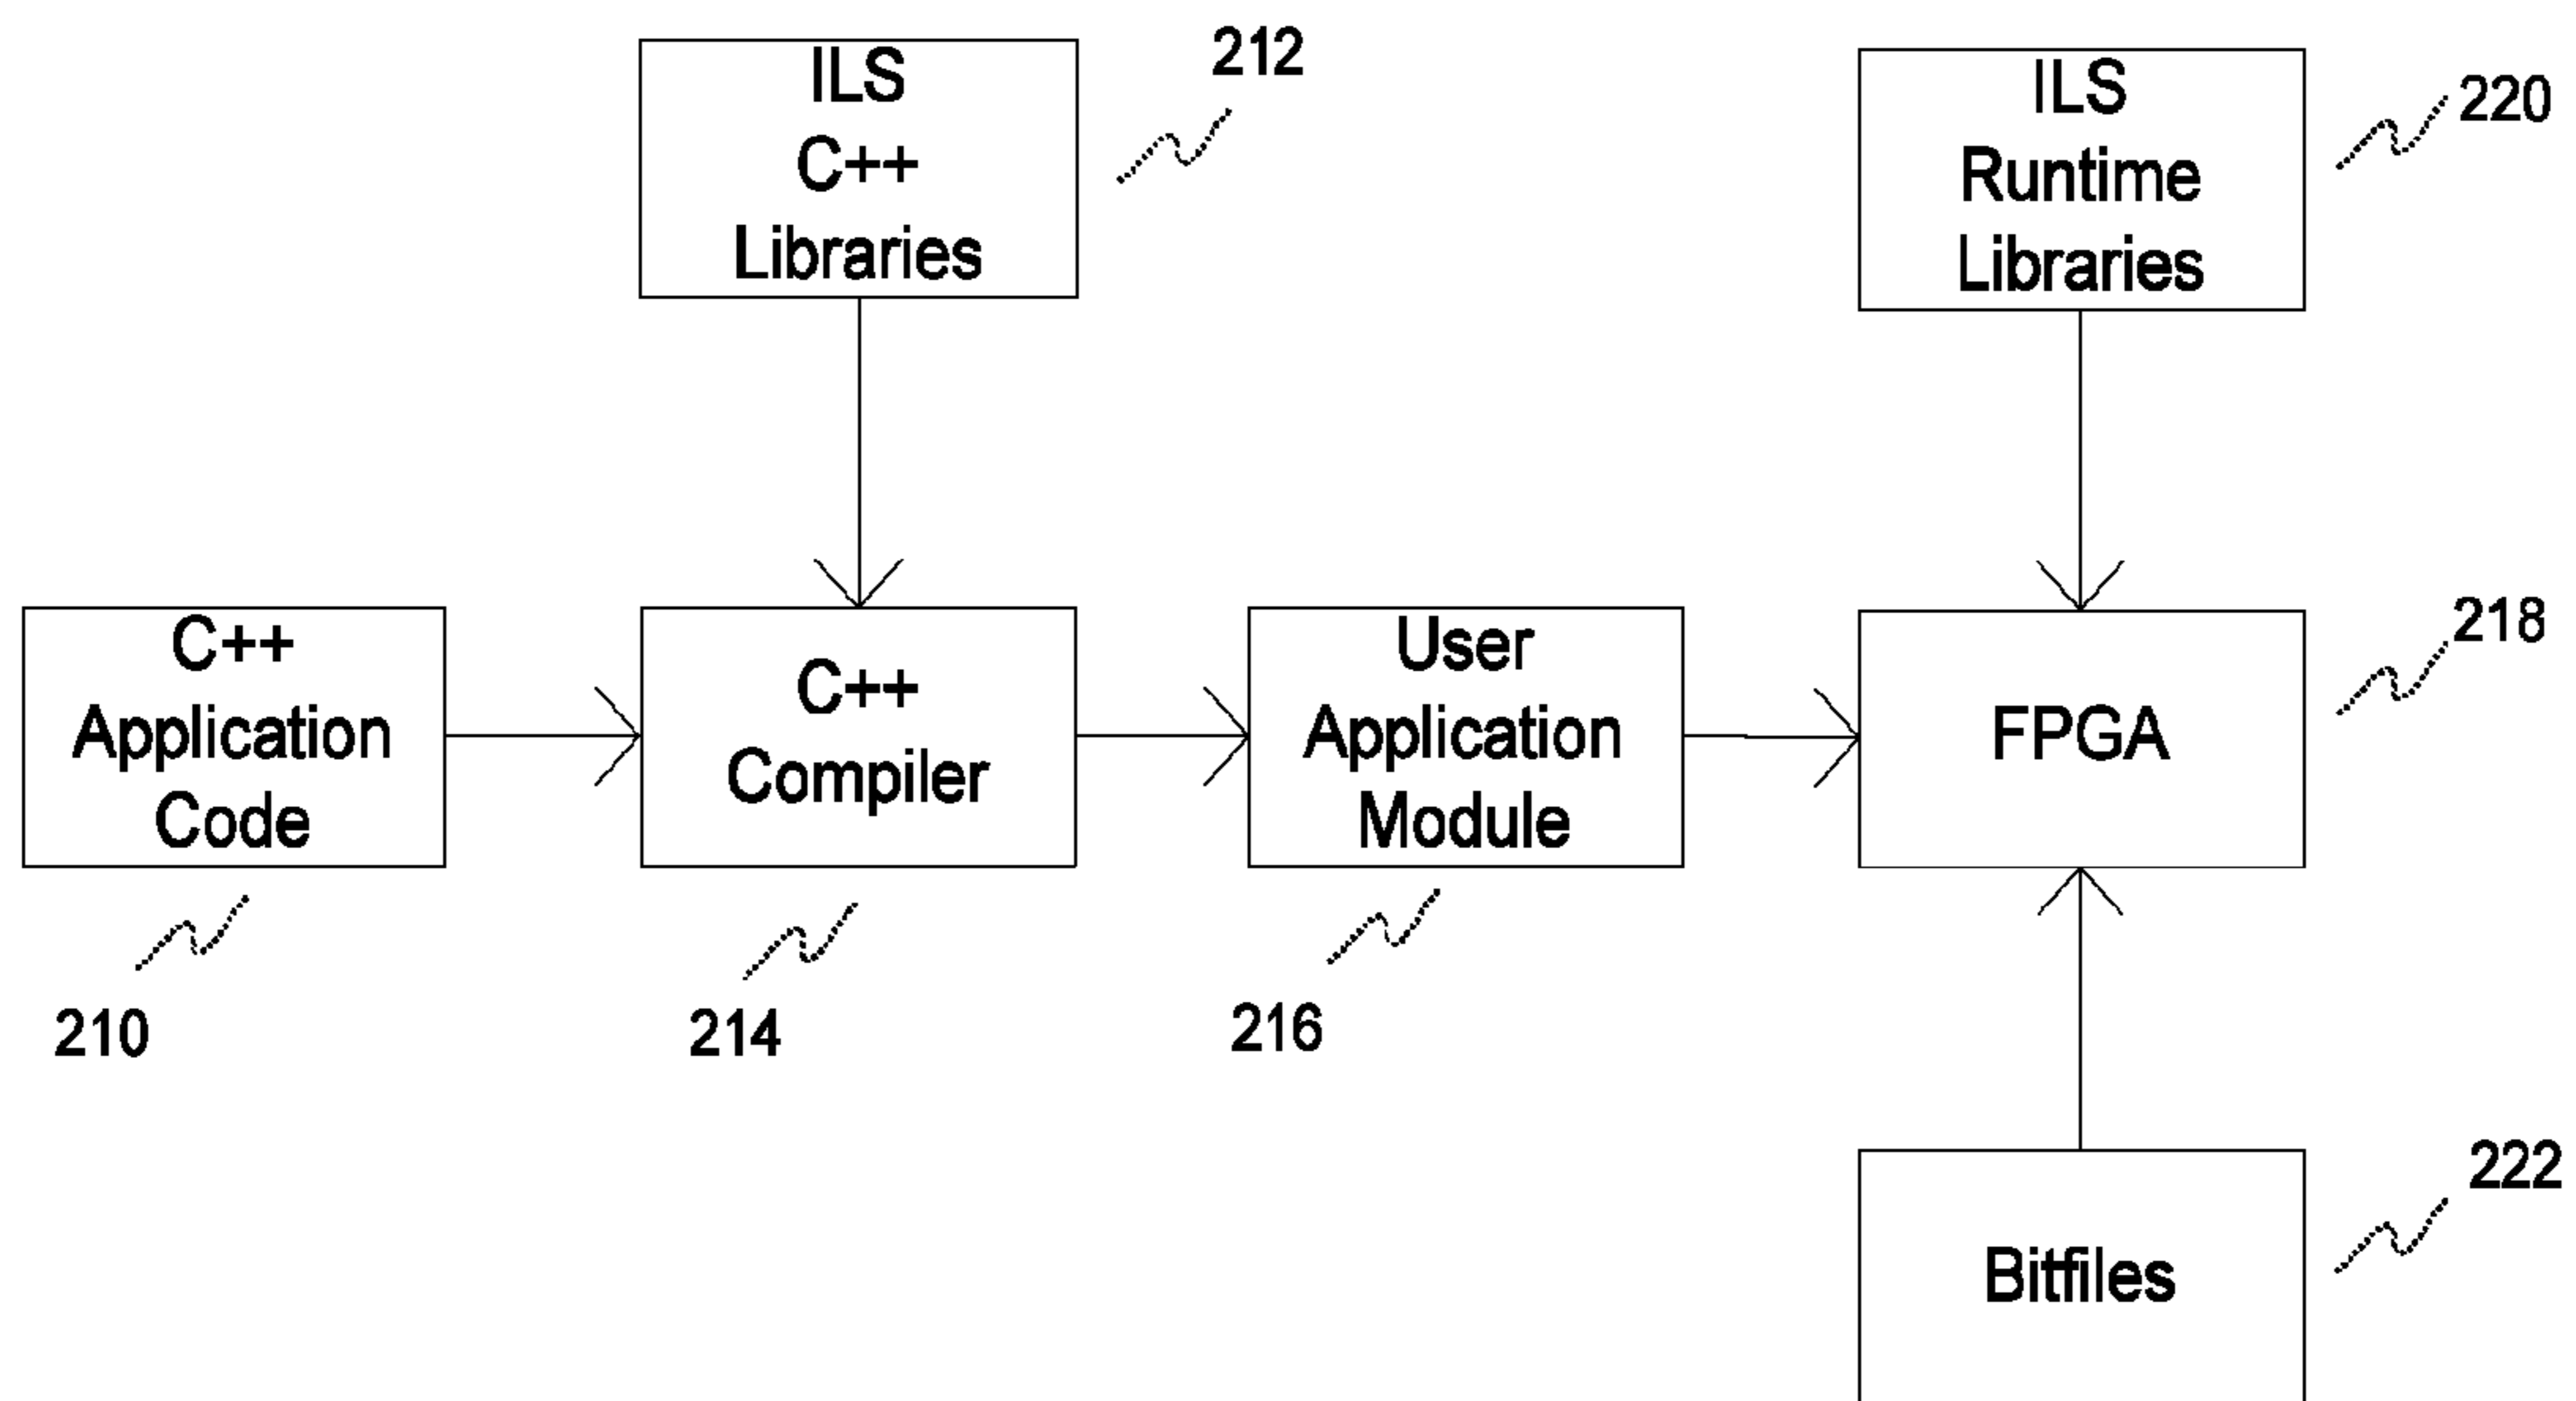 ILS
C++
Libraries
212
ILS
Runtime
Libraries
220
C++
Application
Code
210
C++
Compiler
214
User
Application
Module
216
FPGA
218
Bitfiles
222